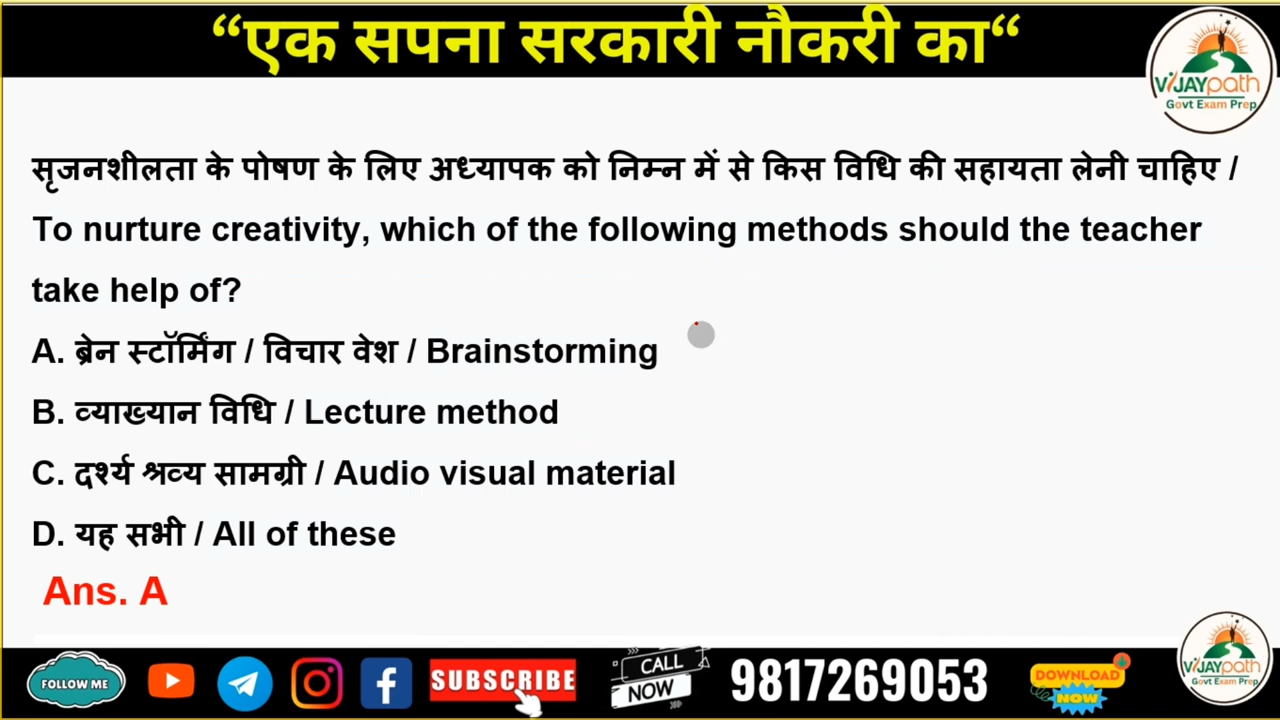 “एक सपना सरकारी नौकरी का“
VIJAYpath
Govt Exam Prep
सृजनशीलता के पोषण के लिए अध्यापक को निम्न में से किस विधि की सहायता लेनी चाहिए /
To nurture creativity, which of the following methods should the teacher
take help of?
A. ब्रेन स्टॉर्मिंग / विचार वेश / Brainstorming
B. व्याख्यान विधि / Lecture method
C. दर्श्य श्रव्य सामग्री / Audio visual material
D. यह सभी / All of these
Ans. A
FOLLOW ME
SUBSCRIBE
CALL
NOW
9817269053
DOWNLOAD
NOW
VIJAYpath
Govt Exam Prep